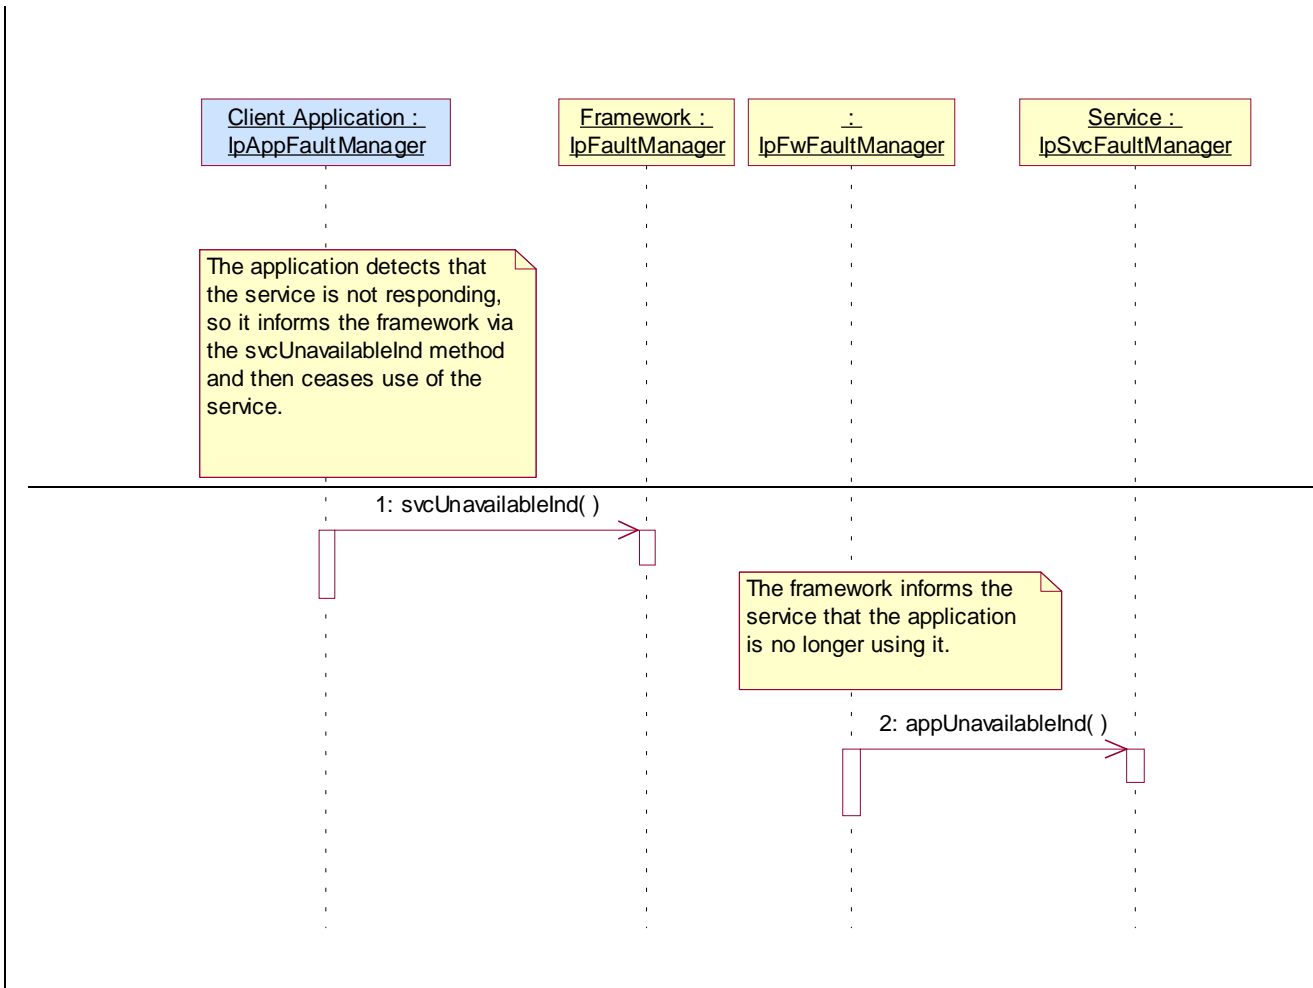 Client Application :
IpAppFaultManager
Framework :
IpFaultManager
:
IpFwFaultManager
Service :
IpSvcFaultManager
The application detects that
the service is not responding,
so it informs the framework via
the svcUnavailableInd method
and then ceases use of the
service.
1: svcUnavailableInd( )
The framework informs the
service that the application
is no longer using it.
2: appUnavailableInd( )